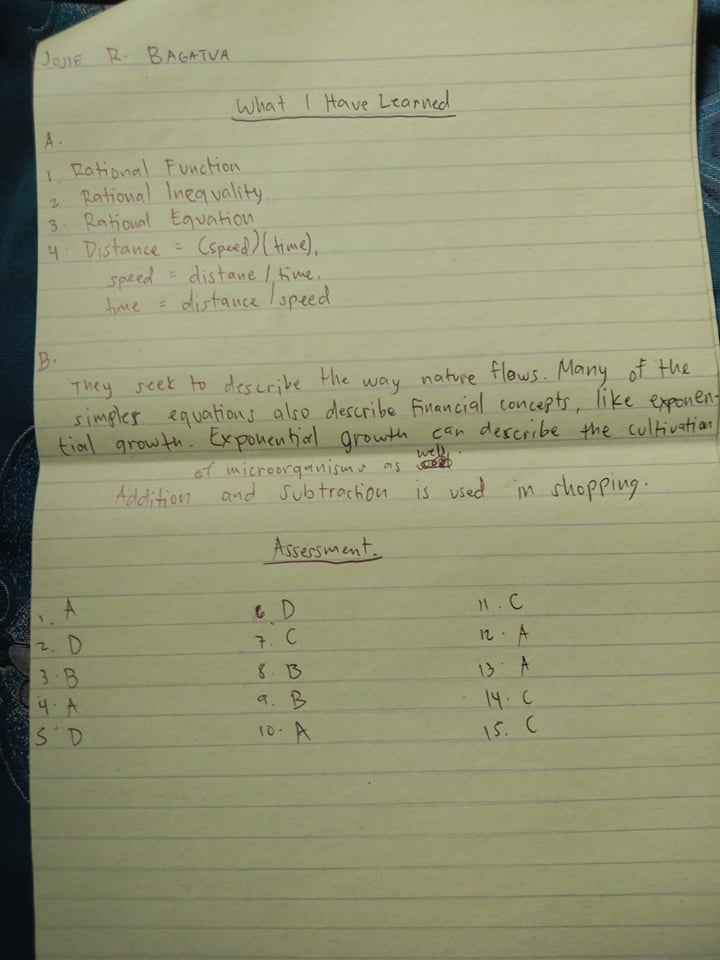 JOJIE R. BAGATUA
What I Have Learned
A.
1. Rational Function
2. Rational Inequality
3. Rational Equation
4. Distance = (speed)(time),
speed = distane / time.
time = distance / speed
B.
They seek to describe the way nature flows. Many of the
simples equations also describe financial concepts, like exponen-
tial growth. Exponential growth can describe the cultivation
of microorganisms as well
Addition and subtraction is used in shopping.
Assessment.
1. A 6. D 11. C
2. D 7. C 12. A
3. B 8. B 13. A
4. A 9. B 14. C
5. D 10. A 15. C